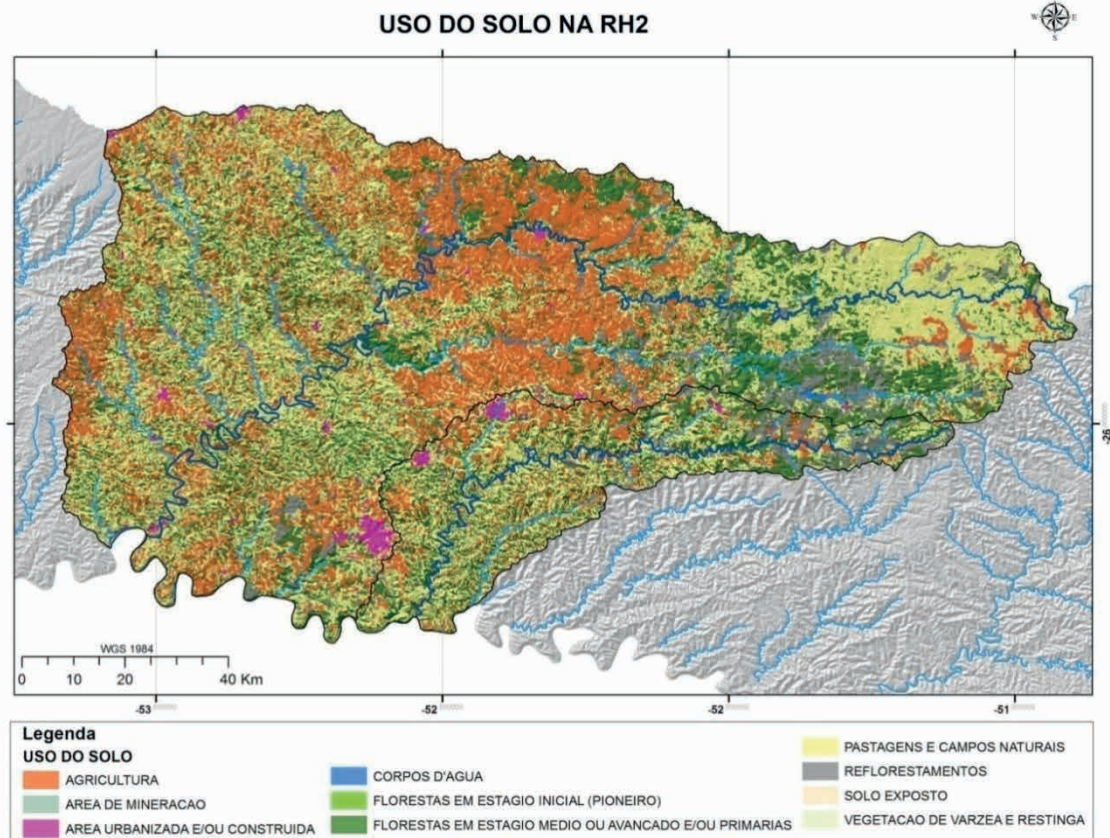 USO DO SOLO NA RH2
W E
S
-26
WGS 1984
0 10 20 40 Km
-53 -52 -52 -51
Legenda
USO DO SOLO
AGRICULTURA
AREA DE MINERACAO
AREA URBANIZADA E/OU CONSTRUIDA
CORPOS D'AGUA
FLORESTAS EM ESTAGIO INICIAL (PIONEIRO)
FLORESTAS EM ESTAGIO MEDIO OU AVANCADO E/OU PRIMARIAS
PASTAGENS E CAMPOS NATURAIS
REFLORESTAMENTOS
SOLO EXPOSTO
VEGETACAO DE VARZEA E RESTINGA